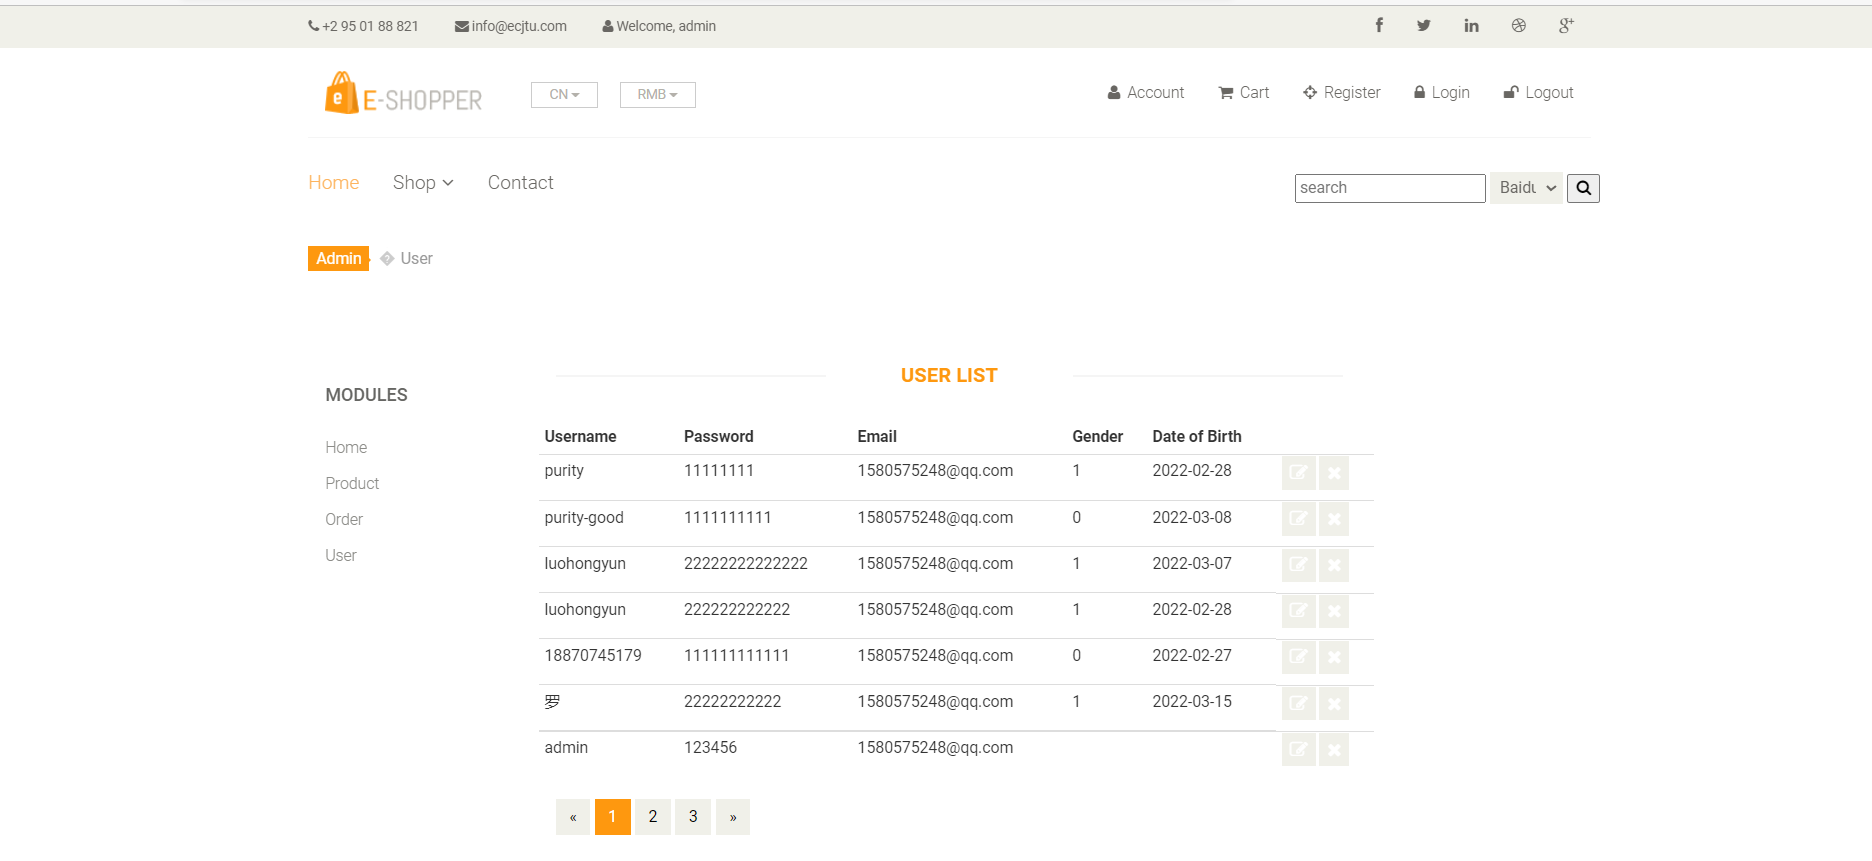 +2 95 01 88 821 info@ecjtu.com Welcome, admin
E-SHOPPER CN RMB Account Cart Register Login Logout
Home Shop Contact search Baidu
Admin User
USER LIST
MODULES
Home
Product
Order
User
Username Password Email Gender Date of Birth
purity 11111111 1580575248@qq.com 1 2022-02-28
purity-good 1111111111 1580575248@qq.com 0 2022-03-08
luohongyun 22222222222222 1580575248@qq.com 1 2022-03-07
luohongyun 222222222222 1580575248@qq.com 1 2022-02-28
18870745179 111111111111 1580575248@qq.com 0 2022-02-27
罗 22222222222 1580575248@qq.com 1 2022-03-15
admin 123456 1580575248@qq.com
« 1 2 3 »